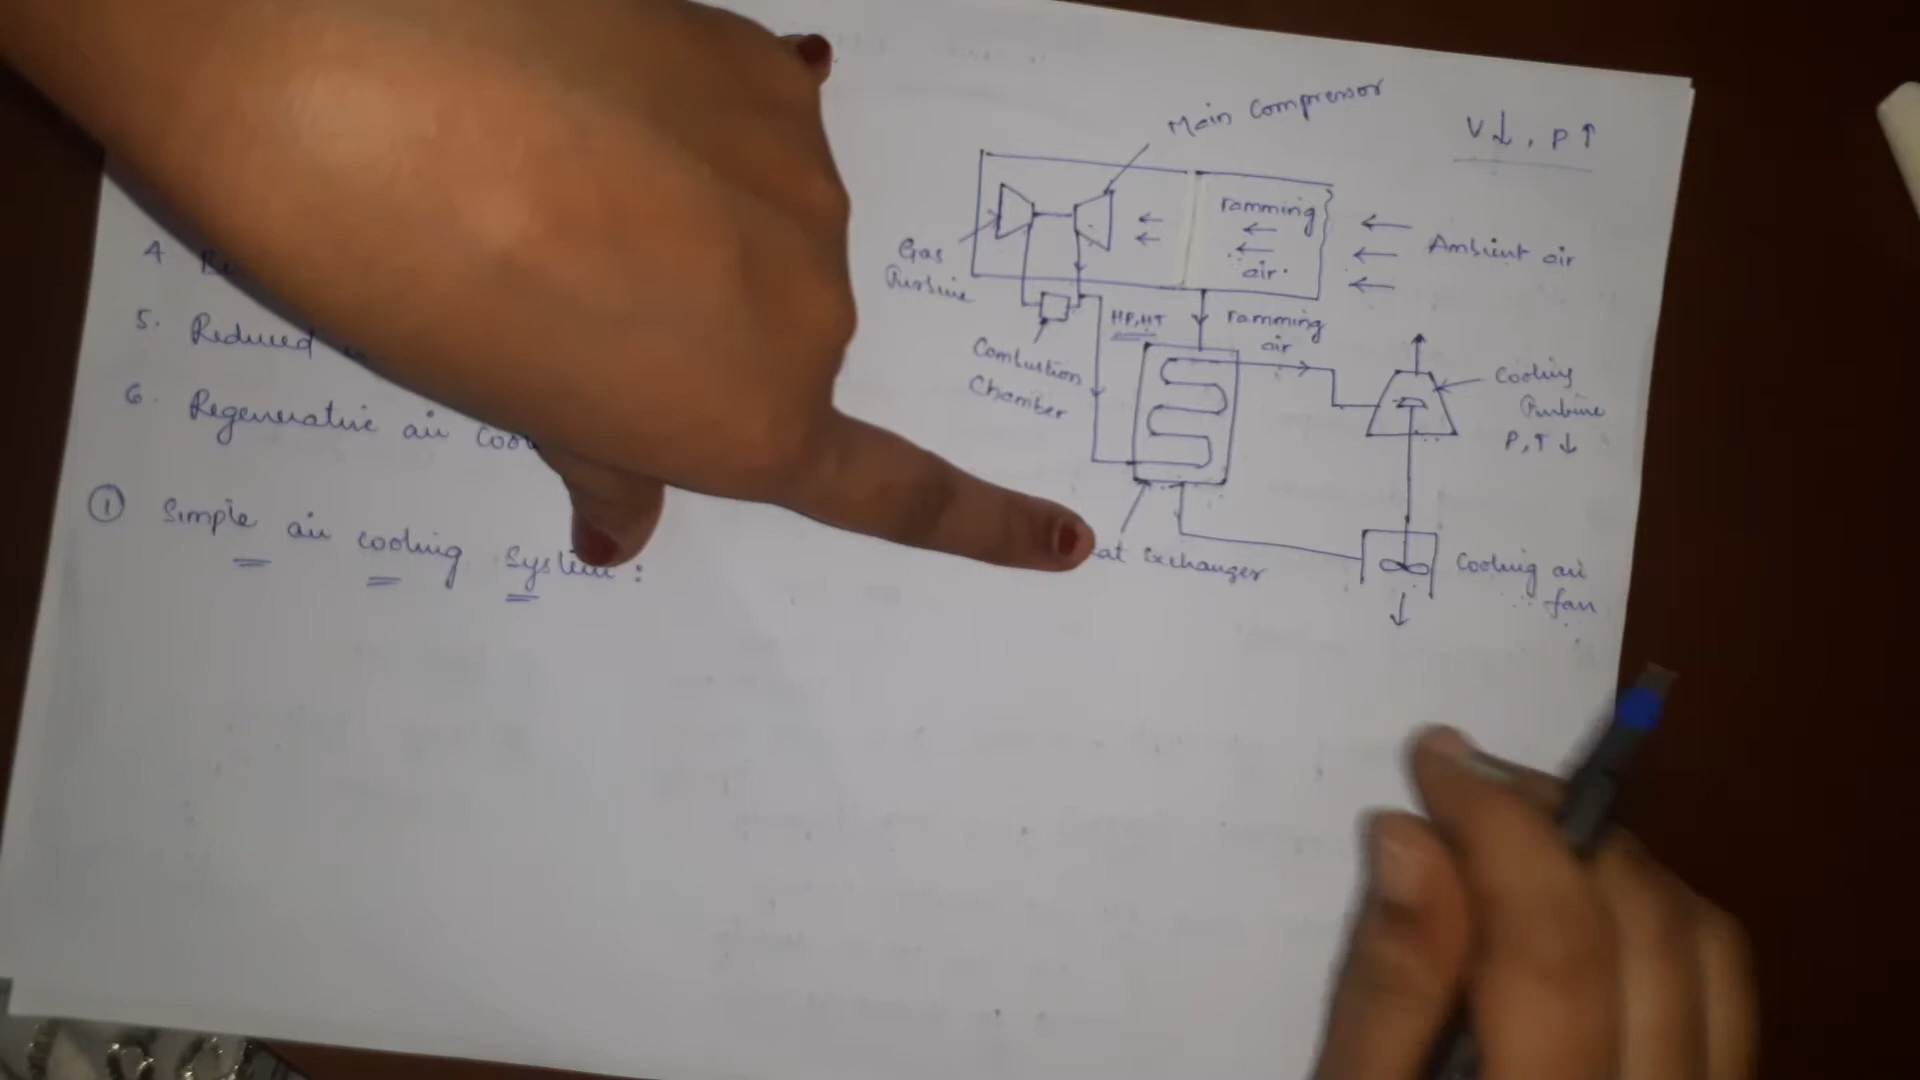 4
5. Reduced
6. Regenerative air
① Simple air cooling System :
Main Compressor
V↓, P↑
ramming
air.
Ambient air
Gas
Turbine
HP, HT
ramming
air
Combustion
Chamber
Cooling
Turbine
P, T ↓
Exchanger
Cooling air
fan